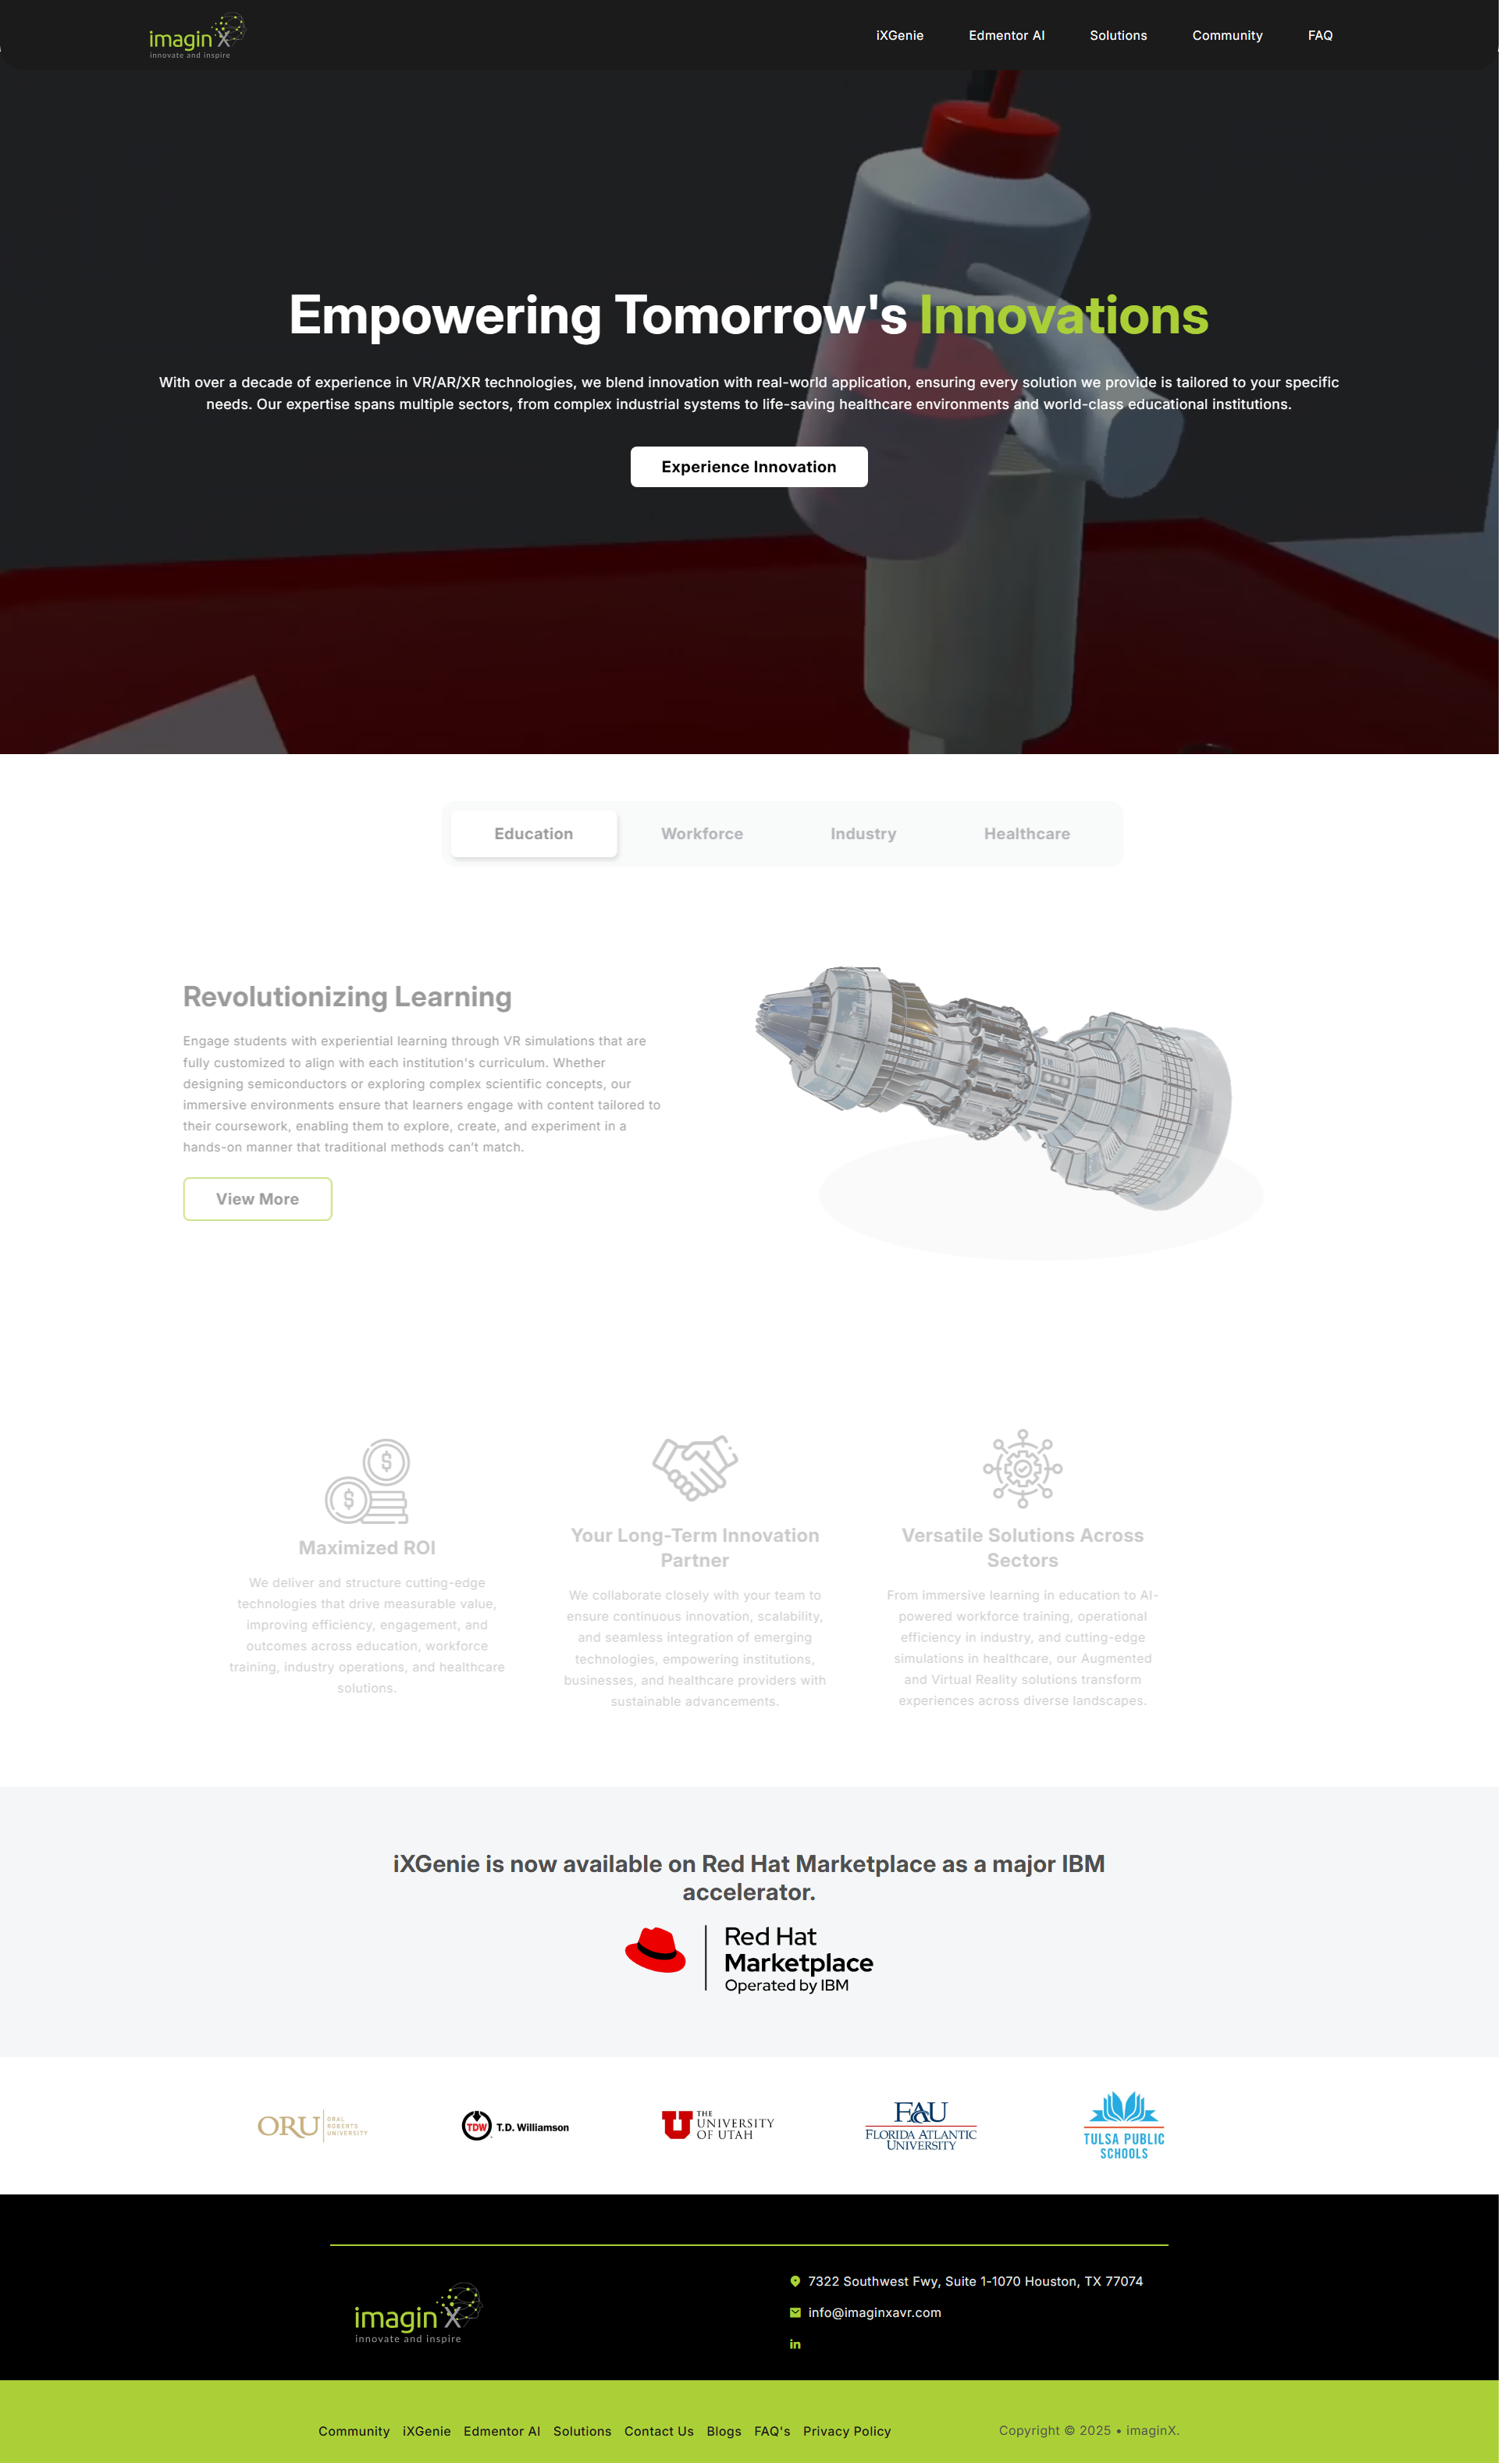 imagin X
innovate and inspire
iXGenie
Edmentor AI
Solutions
Community
FAQ
Empowering Tomorrow's Innovations
With over a decade of experience in VR/AR/XR technologies, we blend innovation with real-world application, ensuring every solution we provide is tailored to your specific
needs. Our expertise spans multiple sectors, from complex industrial systems to life-saving healthcare environments and world-class educational institutions.
Experience Innovation
Education
Workforce
Industry
Healthcare
Revolutionizing Learning
Engage students with experiential learning through VR simulations that are
fully customized to align with each institution's curriculum. Whether
designing semiconductors or exploring complex scientific concepts, our
immersive environments ensure that learners engage with content tailored to
their coursework, enabling them to explore, create, and experiment in a
hands-on manner that traditional methods can’t match.
View More
Maximized ROI
We deliver and structure cutting-edge
technologies that drive measurable value,
improving efficiency, engagement, and
outcomes across education, workforce
training, industry operations, and healthcare
solutions.
Your Long-Term Innovation
Partner
We collaborate closely with your team to
ensure continuous innovation, scalability,
and seamless integration of emerging
technologies, empowering institutions,
businesses, and healthcare providers with
sustainable advancements.
Versatile Solutions Across
Sectors
From immersive learning in education to AI-
powered workforce training, operational
efficiency in industry, and cutting-edge
simulations in healthcare, our Augmented
and Virtual Reality solutions transform
experiences across diverse landscapes.
iXGenie is now available on Red Hat Marketplace as a major IBM
accelerator.
Red Hat
Marketplace
Operated by IBM
ORU
ORAL
ROBERTS
UNIVERSITY
TDW
T.D. Williamson
U
THE
UNIVERSITY
OF UTAH
FAU
FLORIDA ATLANTIC
UNIVERSITY
TULSA PUBLIC
SCHOOLS
imagin X
innovate and inspire
7322 Southwest Fwy, Suite 1-1070 Houston, TX 77074
info@imaginxavr.com
in
Community
iXGenie
Edmentor AI
Solutions
Contact Us
Blogs
FAQ's
Privacy Policy
Copyright © 2025 • imaginX.